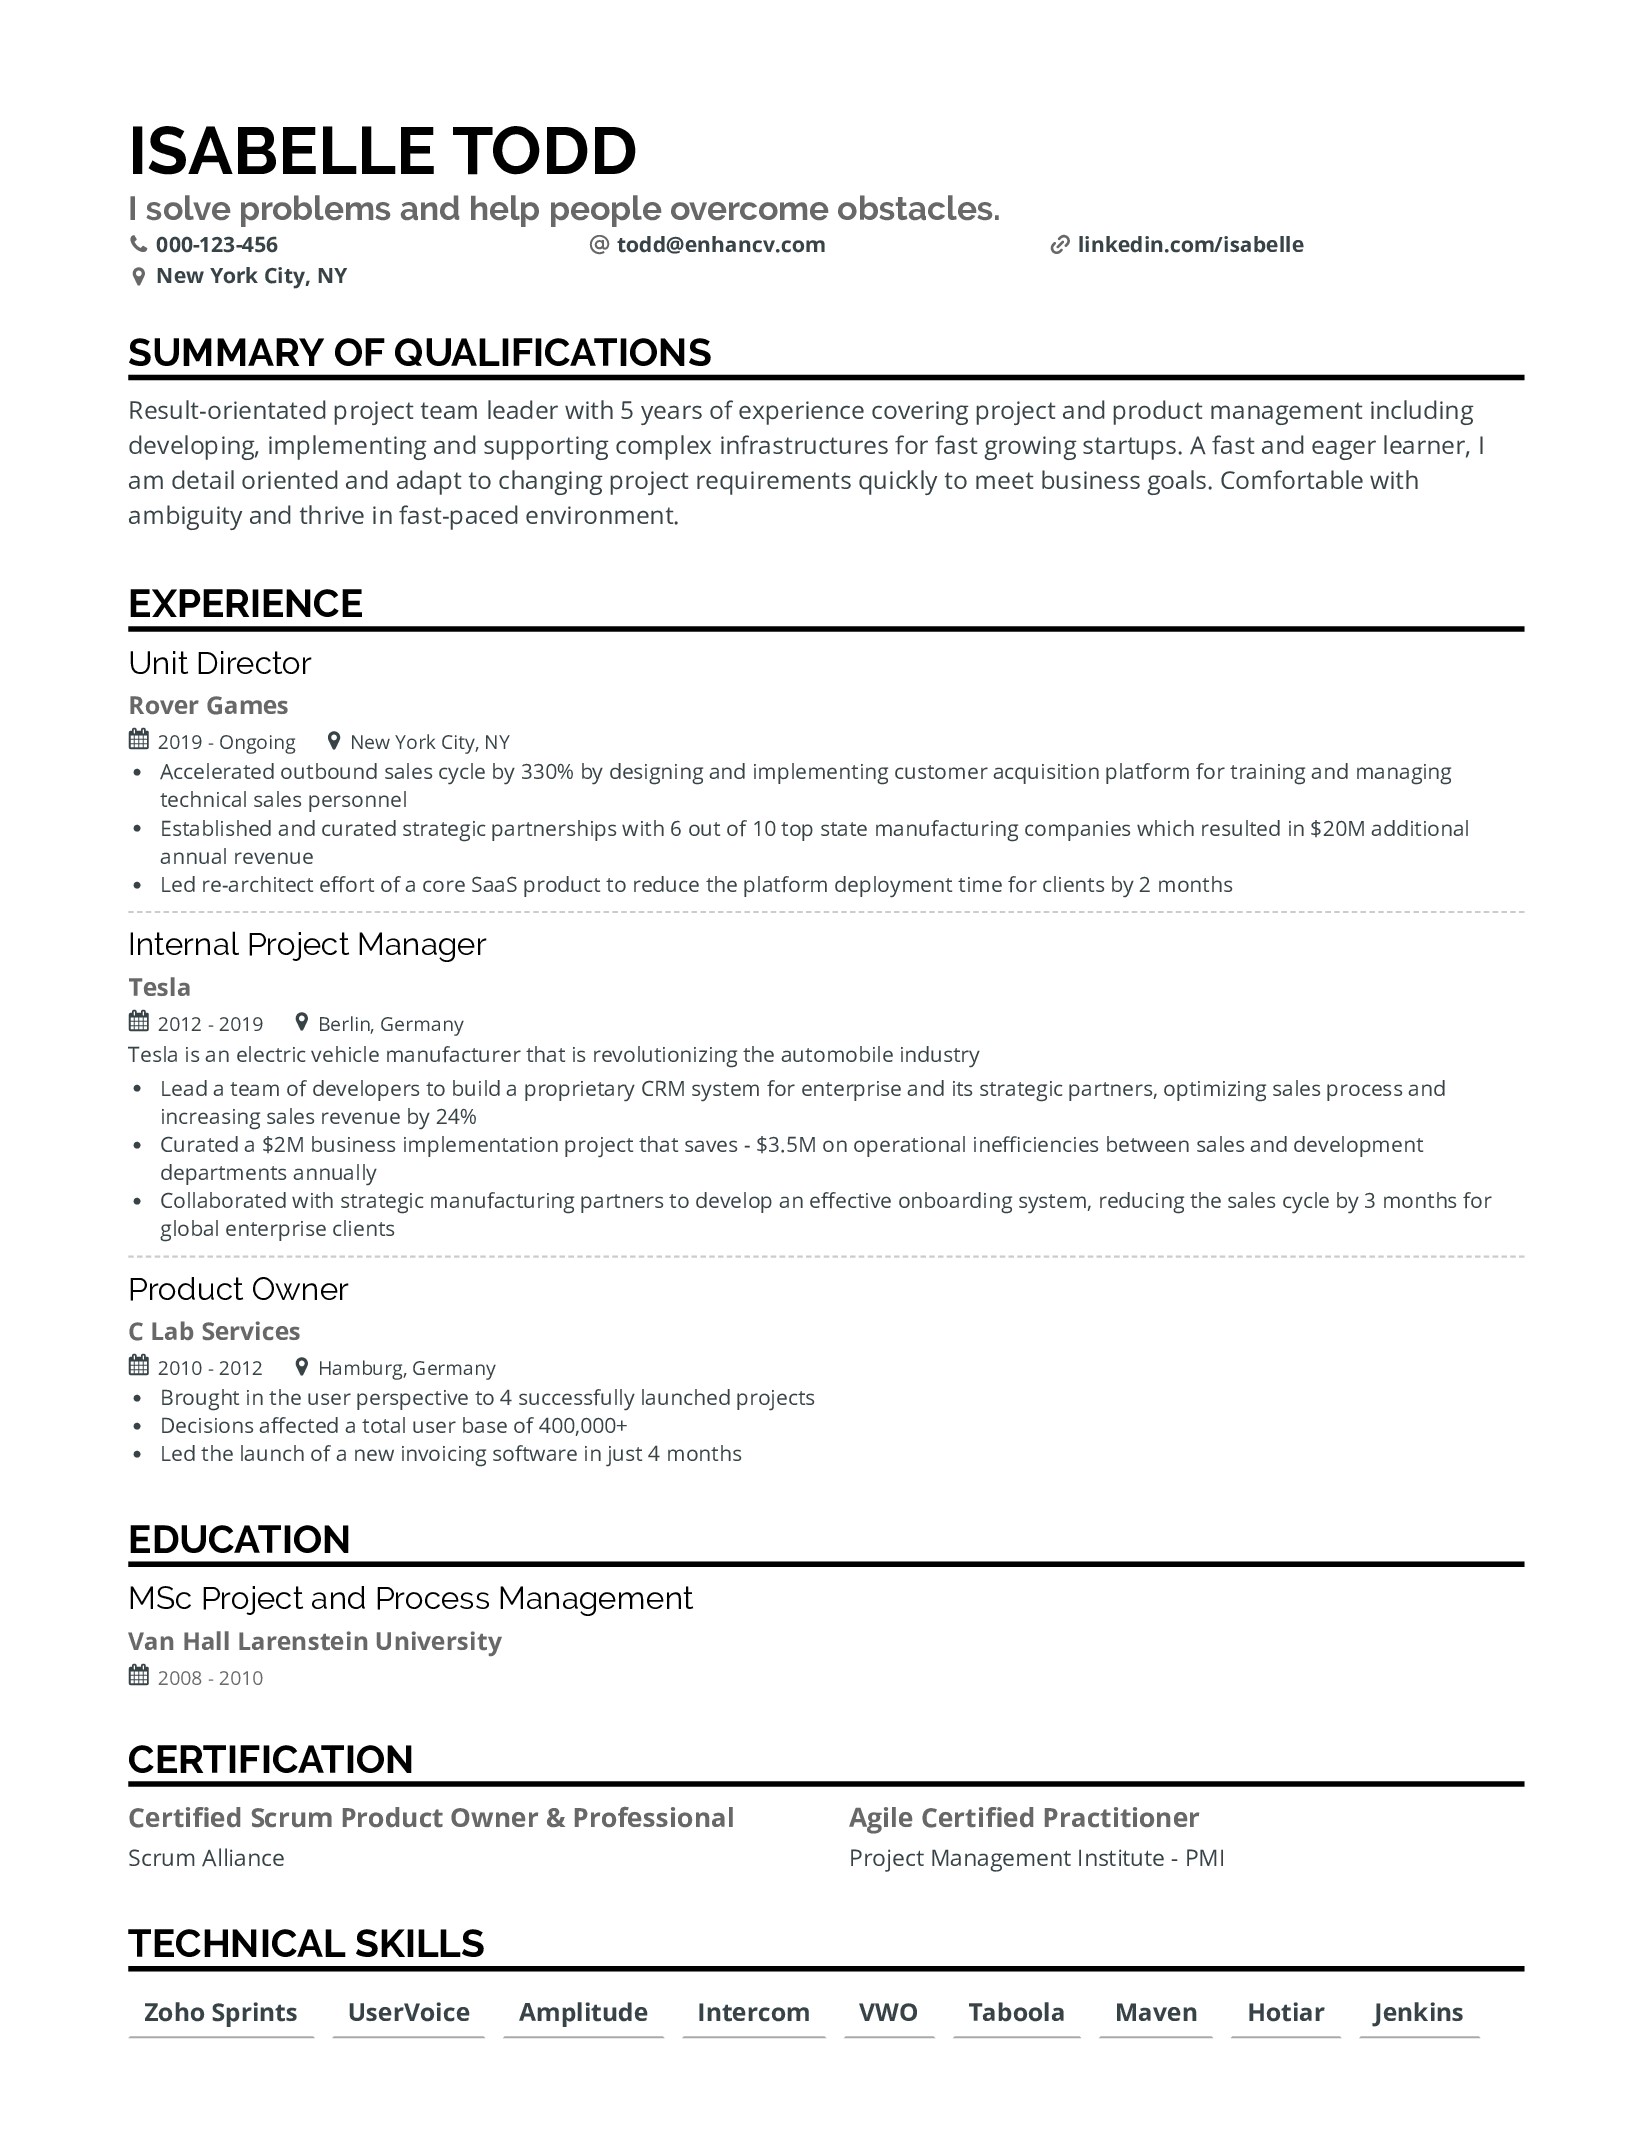 ISABELLE TODD
I solve problems and help people overcome obstacles.
000-123-456 @ todd@enhancv.com linkedin.com/isabelle
New York City, NY
SUMMARY OF QUALIFICATIONS
Result-orientated project team leader with 5 years of experience covering project and product management including
developing, implementing and supporting complex infrastructures for fast growing startups. A fast and eager learner, I
am detail oriented and adapt to changing project requirements quickly to meet business goals. Comfortable with
ambiguity and thrive in fast-paced environment.
EXPERIENCE
Unit Director
Rover Games
2019 - Ongoing New York City, NY
• Accelerated outbound sales cycle by 330% by designing and implementing customer acquisition platform for training and managing
technical sales personnel
• Established and curated strategic partnerships with 6 out of 10 top state manufacturing companies which resulted in $20M additional
annual revenue
• Led re-architect effort of a core SaaS product to reduce the platform deployment time for clients by 2 months
Internal Project Manager
Tesla
2012 - 2019 Berlin, Germany
Tesla is an electric vehicle manufacturer that is revolutionizing the automobile industry
• Lead a team of developers to build a proprietary CRM system for enterprise and its strategic partners, optimizing sales process and
increasing sales revenue by 24%
• Curated a $2M business implementation project that saves - $3.5M on operational inefficiencies between sales and development
departments annually
• Collaborated with strategic manufacturing partners to develop an effective onboarding system, reducing the sales cycle by 3 months for
global enterprise clients
Product Owner
C Lab Services
2010 - 2012 Hamburg, Germany
• Brought in the user perspective to 4 successfully launched projects
• Decisions affected a total user base of 400,000+
• Led the launch of a new invoicing software in just 4 months
EDUCATION
MSc Project and Process Management
Van Hall Larenstein University
2008 - 2010
CERTIFICATION
Certified Scrum Product Owner & Professional Agile Certified Practitioner
Scrum Alliance Project Management Institute - PMI
TECHNICAL SKILLS
Zoho Sprints UserVoice Amplitude Intercom VWO Taboola Maven Hotiar Jenkins